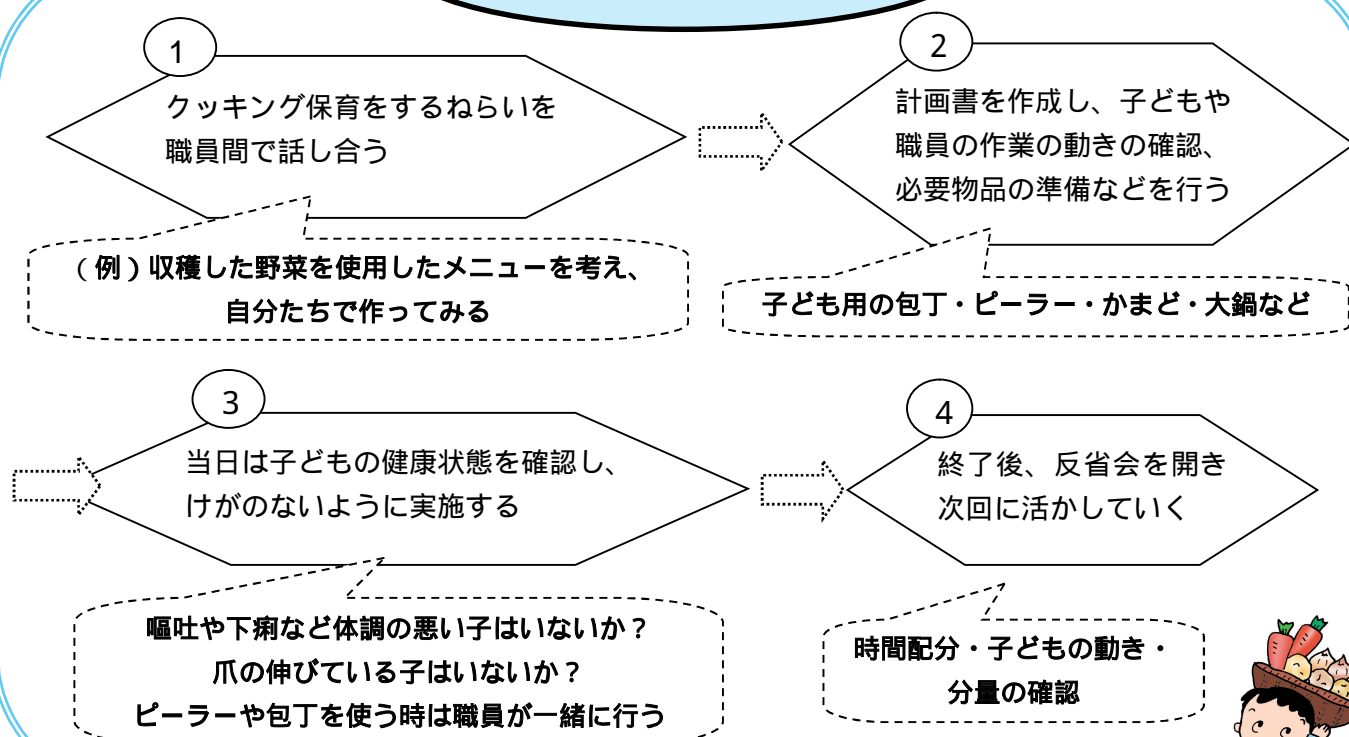 1
クッキング保育をするねらいを
職員間で話し合う
(例)収穫した野菜を使用したメニューを考え、
自分たちで作ってみる
2
計画書を作成し、子どもや
職員の作業の動きの確認、
必要物品の準備などを行う
子ども用の包丁・ピーラー・かまど・大鍋など
3
当日は子どもの健康状態を確認し、
けがのないように実施する
嘔吐や下痢など体調の悪い子はいないか?
爪の伸びている子はいないか?
ピーラーや包丁を使う時は職員が一緒に行う
4
終了後、反省会を開き
次回に活かしていく
時間配分・子どもの動き・
分量の確認